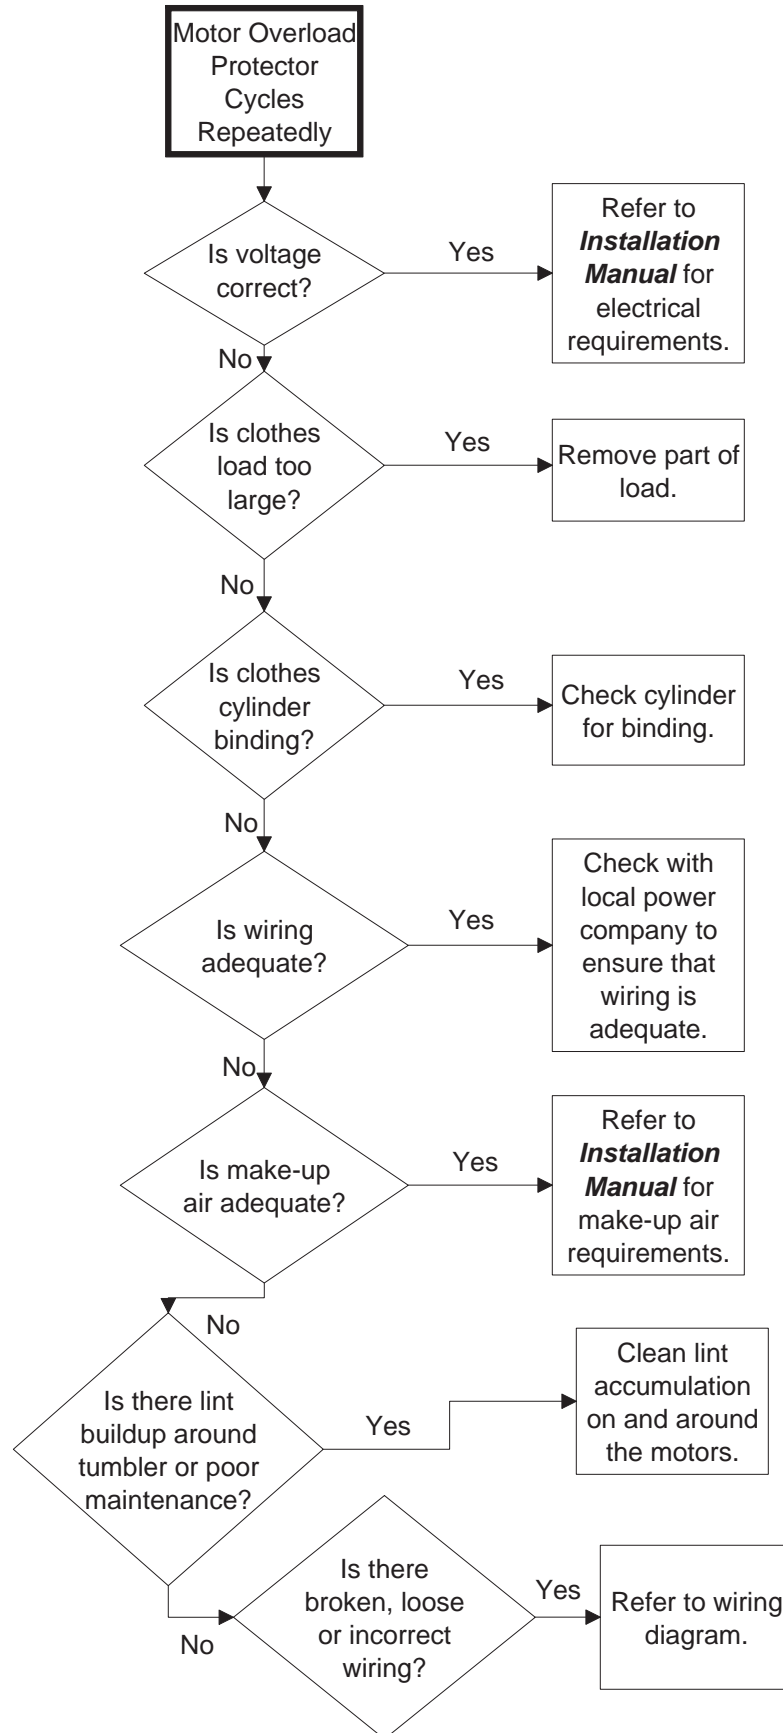 Motor Overload
Protector
Cycles
Repeatedly
Is voltage
correct?
Yes
Refer to
Installation
Manual for
electrical
requirements.
No
Is clothes
load too
large?
Yes
Remove part of
load.
No
Is clothes
cylinder
binding?
Yes
Check cylinder
for binding.
No
Is wiring
adequate?
Yes
Check with
local power
company to
ensure that
wiring is
adequate.
No
Is make-up
air adequate?
Yes
Refer to
Installation
Manual for
make-up air
requirements.
No
Is there lint
buildup around
tumbler or poor
maintenance?
Yes
Clean lint
accumulation
on and around
the motors.
No
Is there
broken, loose
or incorrect
wiring?
Yes
Refer to wiring
diagram.